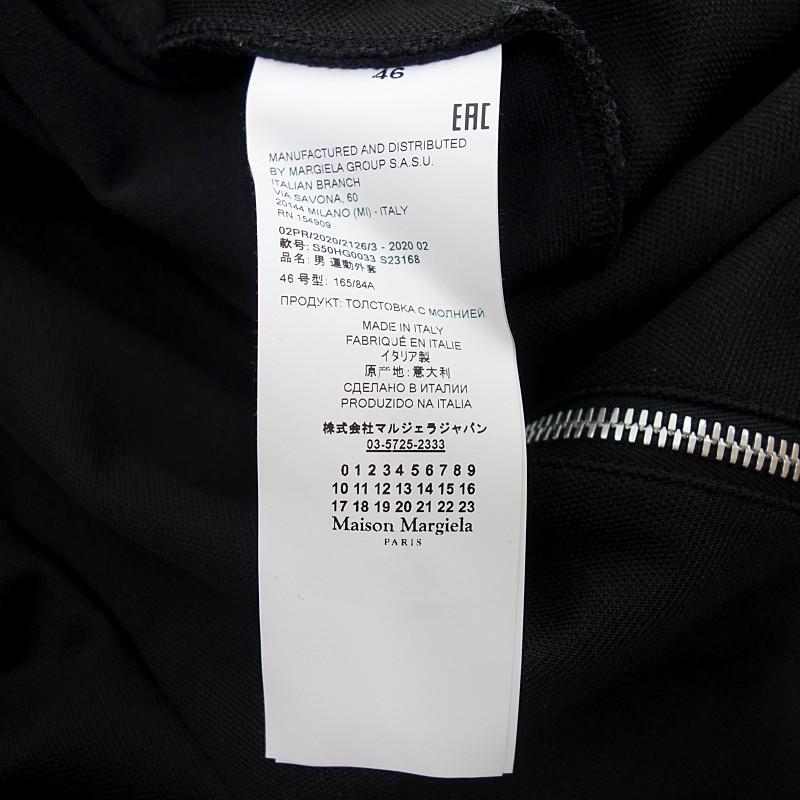 46
EAC
MANUFACTURED AND DISTRIBUTED
BY MARGIELA GROUP S.A.S.U.
ITALIAN BRANCH
VIA SAVONA, 60
20144 MILANO (MI) - ITALY
RN 154909
02PR/2020/2126/3 - 2020 02
款号: S50HG0033 S23168
品名: 男 運動外套
46 号型: 165/84A
ПРОДУКТ: ТОЛСТОВКА С МОЛНИЕЙ
MADE IN ITALY
FABRIQUÉ EN ITALIE
イタリア製
原产地: 意大利
СДЕЛАНО В ИТАЛИИ
PRODUZIDO NA ITALIA
株式会社マルジェラジャパン
03-5725-2333
0 1 2 3 4 5 6 7 8 9
10 11 12 13 14 15 16
17 18 19 20 21 22 23
Maison Margiela
PARIS